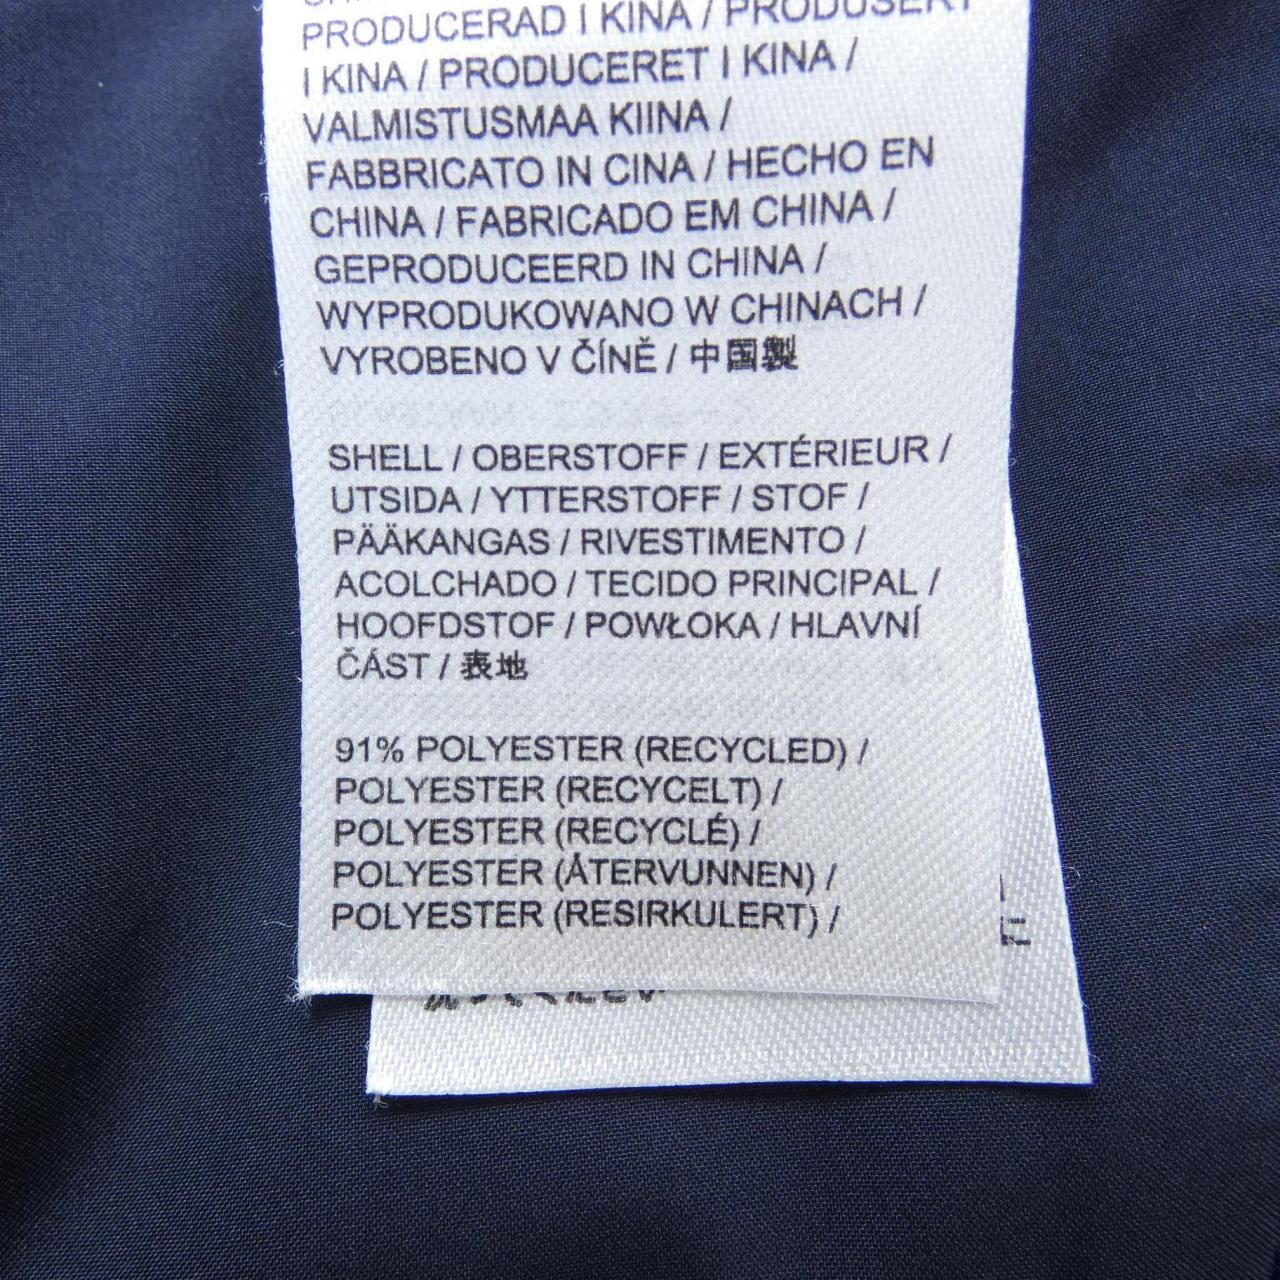 PRODUCERAD I KINA / PRODUSERT
I KINA / PRODUCERET I KINA /
VALMISTUSMAA KIINA /
FABBRICATO IN CINA / HECHO EN
CHINA / FABRICADO EM CHINA /
GEPRODUCEERD IN CHINA /
WYPRODUKOWANO W CHINACH /
VYROBENO V ČÍNĚ / 中国製
SHELL / OBERSTOFF / EXTÉRIEUR /
UTSIDA / YTTERSTOFF / STOF /
PÄÄKANGAS / RIVESTIMENTO /
ACOLCHADO / TECIDO PRINCIPAL /
HOOFDSTOF / POWŁOKA / HLAVNÍ
ČÁST / 表地
91% POLYESTER (RECYCLED) /
POLYESTER (RECYCELT) /
POLYESTER (RECYCLÉ) /
POLYESTER (ÅTERVUNNEN) /
POLYESTER (RESIRKULERT) /